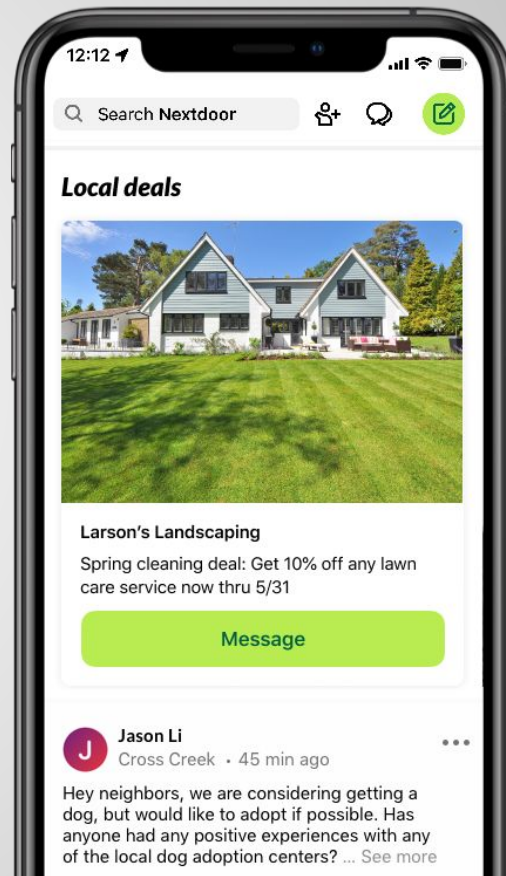 12:12
Search Nextdoor
Local deals
Larson's Landscaping
Spring cleaning deal: Get 10% off any lawn
care service now thru 5/31
Message
J
Jason Li
Cross Creek • 45 min ago
Hey neighbors, we are considering getting a
dog, but would like to adopt if possible. Has
anyone had any positive experiences with any
of the local dog adoption centers? ... See more